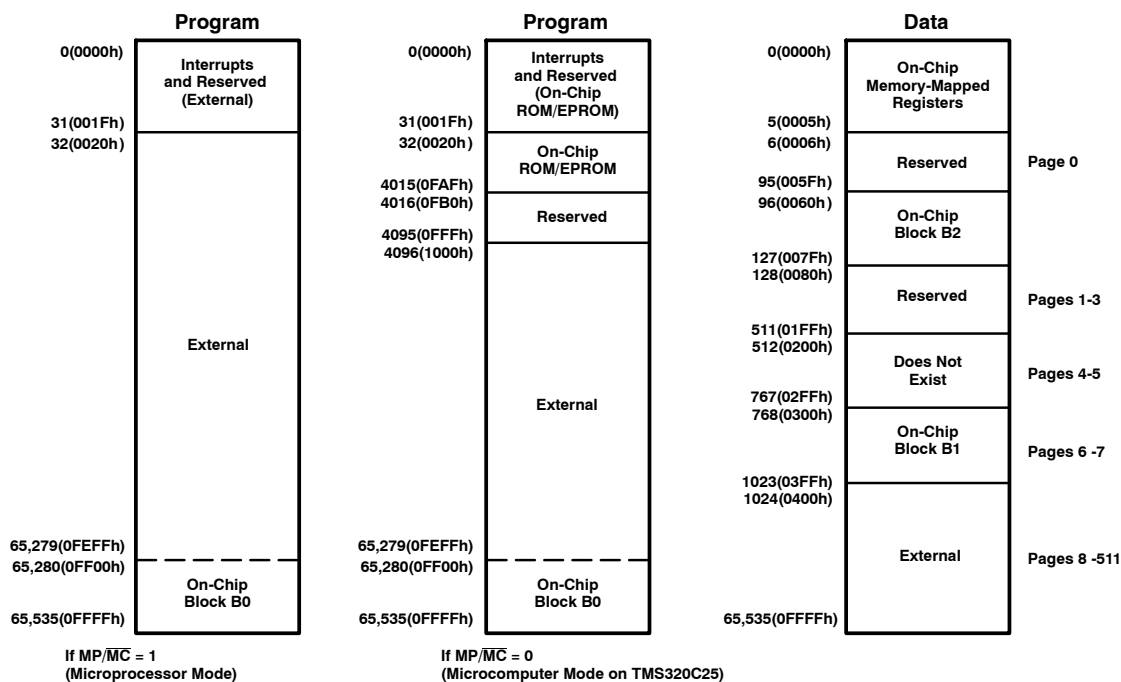 Program
0(0000h)
Interrupts
and Reserved
(External)
31(001Fh)
32(0020h)
External
65,279(0FEFFh)
65,280(0FF00h)
On-Chip
Block B0
65,535(0FFFFh)
If MP/M̅C̅ = 1
(Microprocessor Mode)
Program
0(0000h)
Interrupts
and Reserved
(On-Chip
ROM/EPROM)
31(001Fh)
32(0020h)
On-Chip
ROM/EPROM
4015(0FAFh)
4016(0FB0h)
Reserved
4095(0FFFh)
4096(1000h)
External
65,279(0FEFFh)
65,280(0FF00h)
On-Chip
Block B0
65,535(0FFFFh)
If MP/M̅C̅ = 0
(Microcomputer Mode on TMS320C25)
Data
0(0000h)
On-Chip
Memory-Mapped
Registers
5(0005h)
6(0006h)
Reserved
Page 0
95(005Fh)
96(0060h)
On-Chip
Block B2
127(007Fh)
128(0080h)
Reserved
Pages 1-3
511(01FFh)
512(0200h)
Does Not
Exist
Pages 4-5
767(02FFh)
768(0300h)
On-Chip
Block B1
Pages 6 -7
1023(03FFh)
1024(0400h)
External
Pages 8 -511
65,535(0FFFFh)